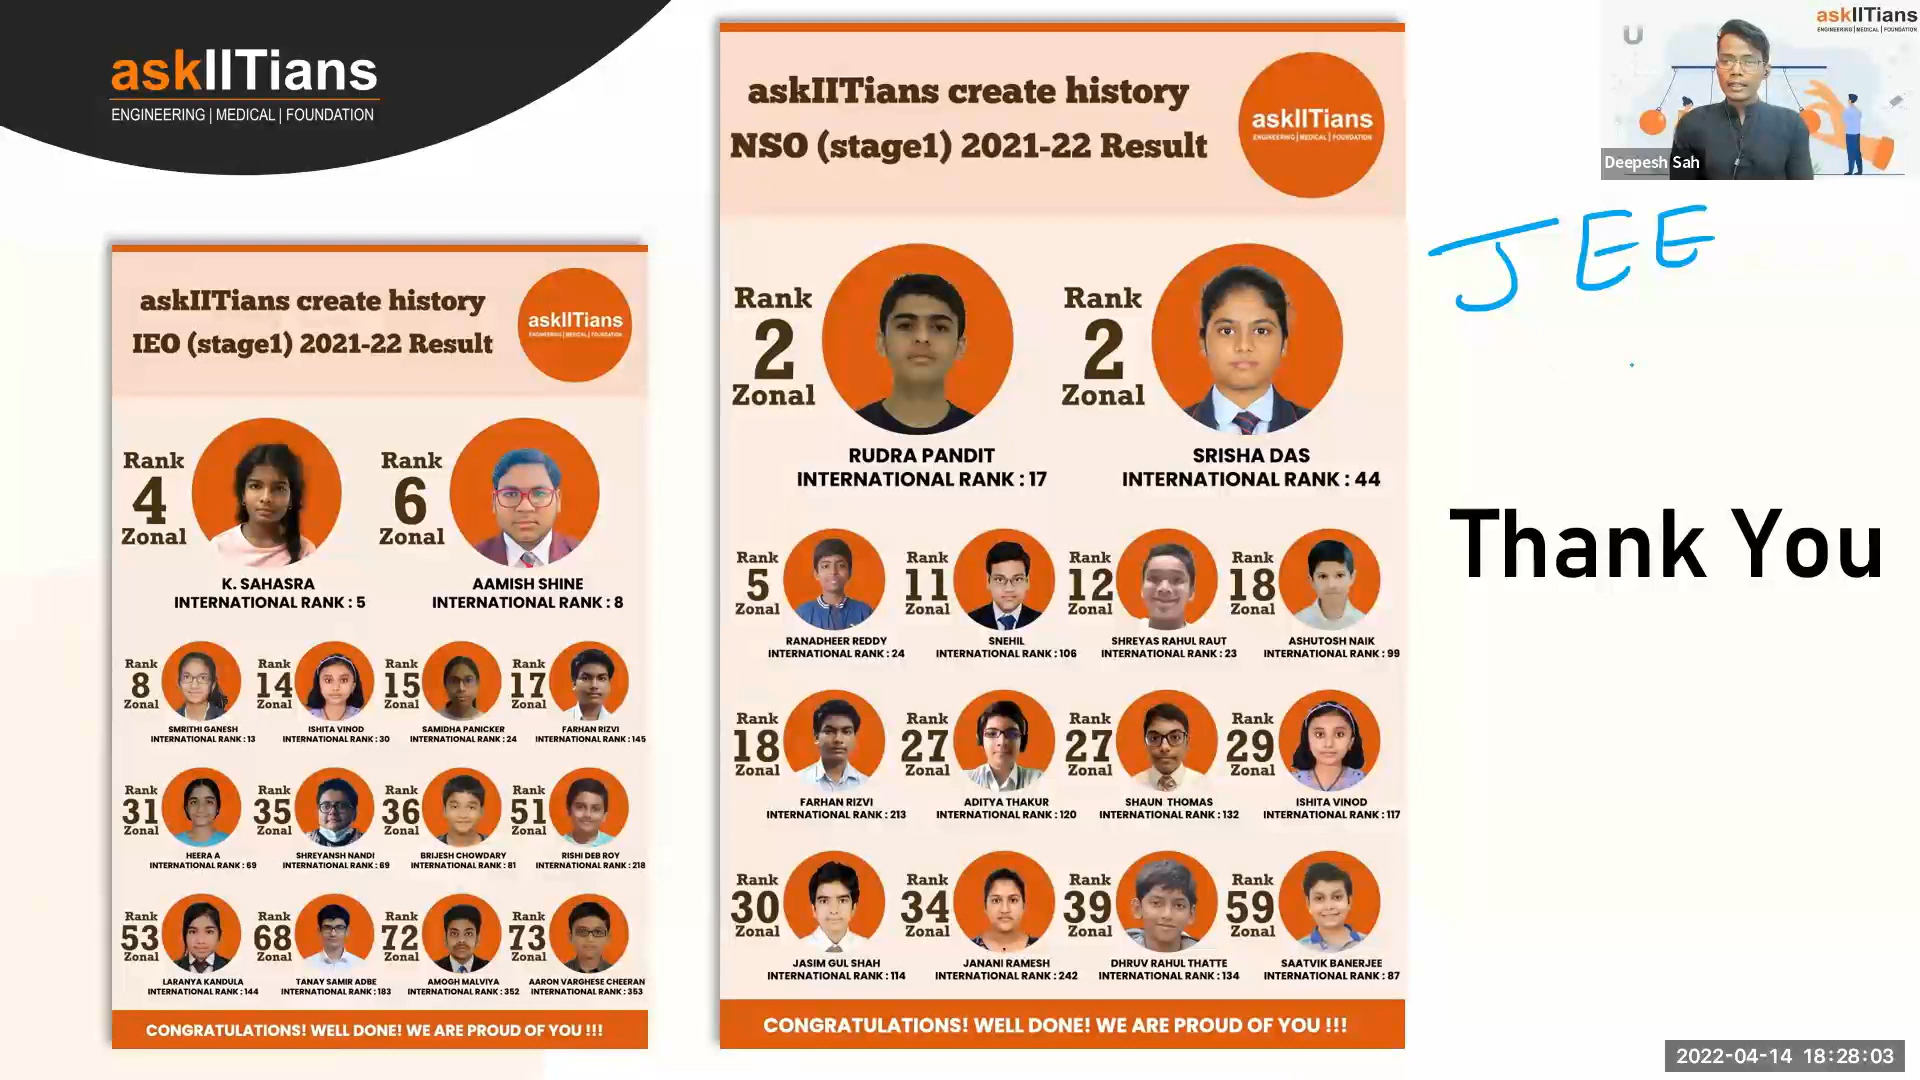 askIITians
ENGINEERING | MEDICAL | FOUNDATION
askIITians create history
IEO (stage1) 2021-22 Result
askIITians
ENGINEERING | MEDICAL | FOUNDATION
Rank
4
Zonal
K. SAHASRA
INTERNATIONAL RANK : 5
Rank
6
Zonal
AAMISH SHINE
INTERNATIONAL RANK : 8
Rank
8
Zonal
SMRITHI GANESH
INTERNATIONAL RANK : 13
Rank
14
Zonal
ISHITA VINOD
INTERNATIONAL RANK : 30
Rank
15
Zonal
SAMIDHA PANICKER
INTERNATIONAL RANK : 24
Rank
17
Zonal
FARHAN RIZVI
INTERNATIONAL RANK : 145
Rank
31
Zonal
HEERA A
INTERNATIONAL RANK : 69
Rank
35
Zonal
SHREYANSH NANDI
INTERNATIONAL RANK : 69
Rank
36
Zonal
BRIJESH CHOWDARY
INTERNATIONAL RANK : 81
Rank
51
Zonal
RISHI DEB ROY
INTERNATIONAL RANK : 218
Rank
53
Zonal
LARANYA KANDULA
INTERNATIONAL RANK : 144
Rank
68
Zonal
TANAY SAMIR ADBE
INTERNATIONAL RANK : 183
Rank
72
Zonal
AMOGH MALVIYA
INTERNATIONAL RANK : 352
Rank
73
Zonal
AARON VARGHESE CHEERAN
INTERNATIONAL RANK : 353
CONGRATULATIONS! WELL DONE! WE ARE PROUD OF YOU !!!
askIITians create history
NSO (stage1) 2021-22 Result
askIITians
ENGINEERING | MEDICAL | FOUNDATION
Rank
2
Zonal
RUDRA PANDIT
INTERNATIONAL RANK : 17
Rank
2
Zonal
SRISHA DAS
INTERNATIONAL RANK : 44
Rank
5
Zonal
RANADHEER REDDY
INTERNATIONAL RANK : 24
Rank
11
Zonal
SNEHIL
INTERNATIONAL RANK : 106
Rank
12
Zonal
SHREYAS RAHUL RAUT
INTERNATIONAL RANK : 23
Rank
18
Zonal
ASHUTOSH NAIK
INTERNATIONAL RANK : 99
Rank
18
Zonal
FARHAN RIZVI
INTERNATIONAL RANK : 213
Rank
27
Zonal
ADITYA THAKUR
INTERNATIONAL RANK : 120
Rank
27
Zonal
SHAUN THOMAS
INTERNATIONAL RANK : 132
Rank
29
Zonal
ISHITA VINOD
INTERNATIONAL RANK : 117
Rank
30
Zonal
JASIM GUL SHAH
INTERNATIONAL RANK : 114
Rank
34
Zonal
JANANI RAMESH
INTERNATIONAL RANK : 242
Rank
39
Zonal
DHRUV RAHUL THATTE
INTERNATIONAL RANK : 134
Rank
59
Zonal
SAATVIK BANERJEE
INTERNATIONAL RANK : 87
CONGRATULATIONS! WELL DONE! WE ARE PROUD OF YOU !!!
U
askIITians
ENGINEERING | MEDICAL | FOUNDATION
Deepesh Sah
JEE
Thank You
2022-04-14 18:28:03